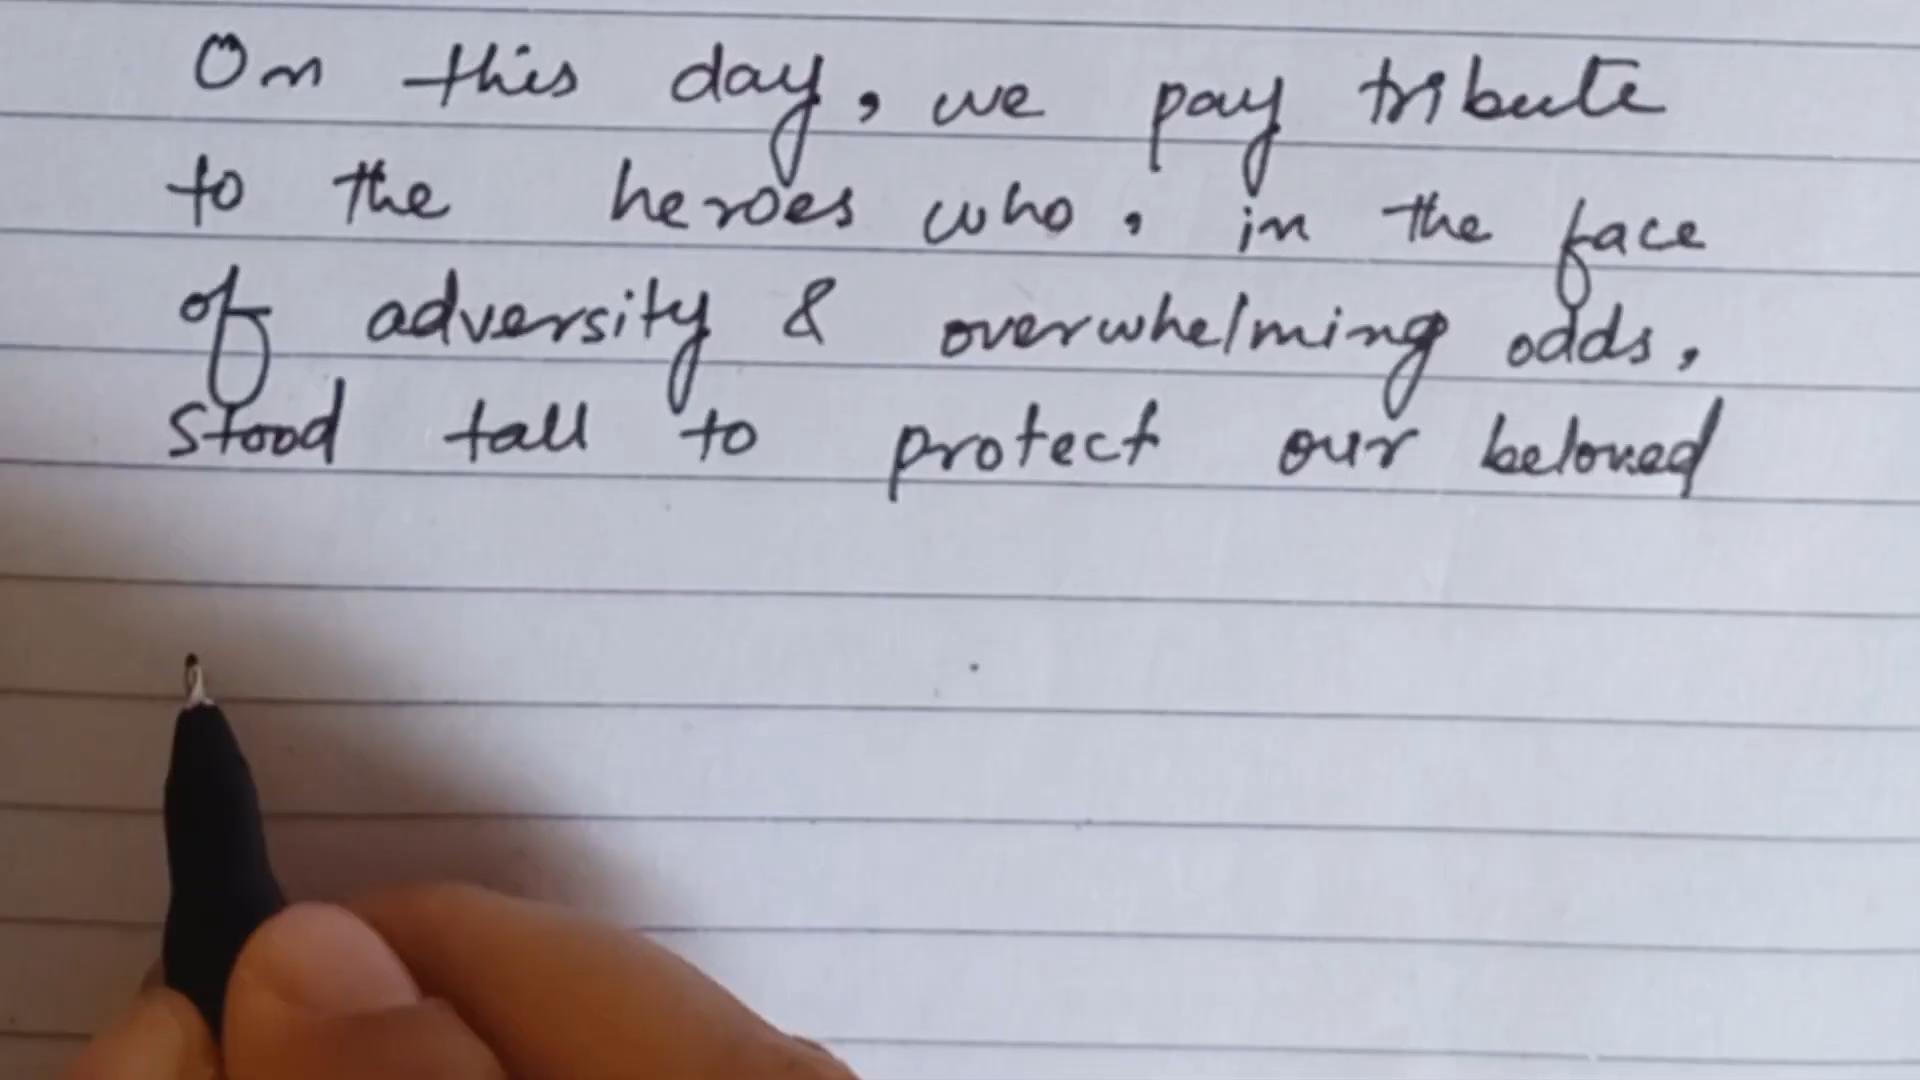 On this day, we pay tribute
to the heroes who, in the face
of adversity & overwhelming odds,
stood tall to protect our beloved